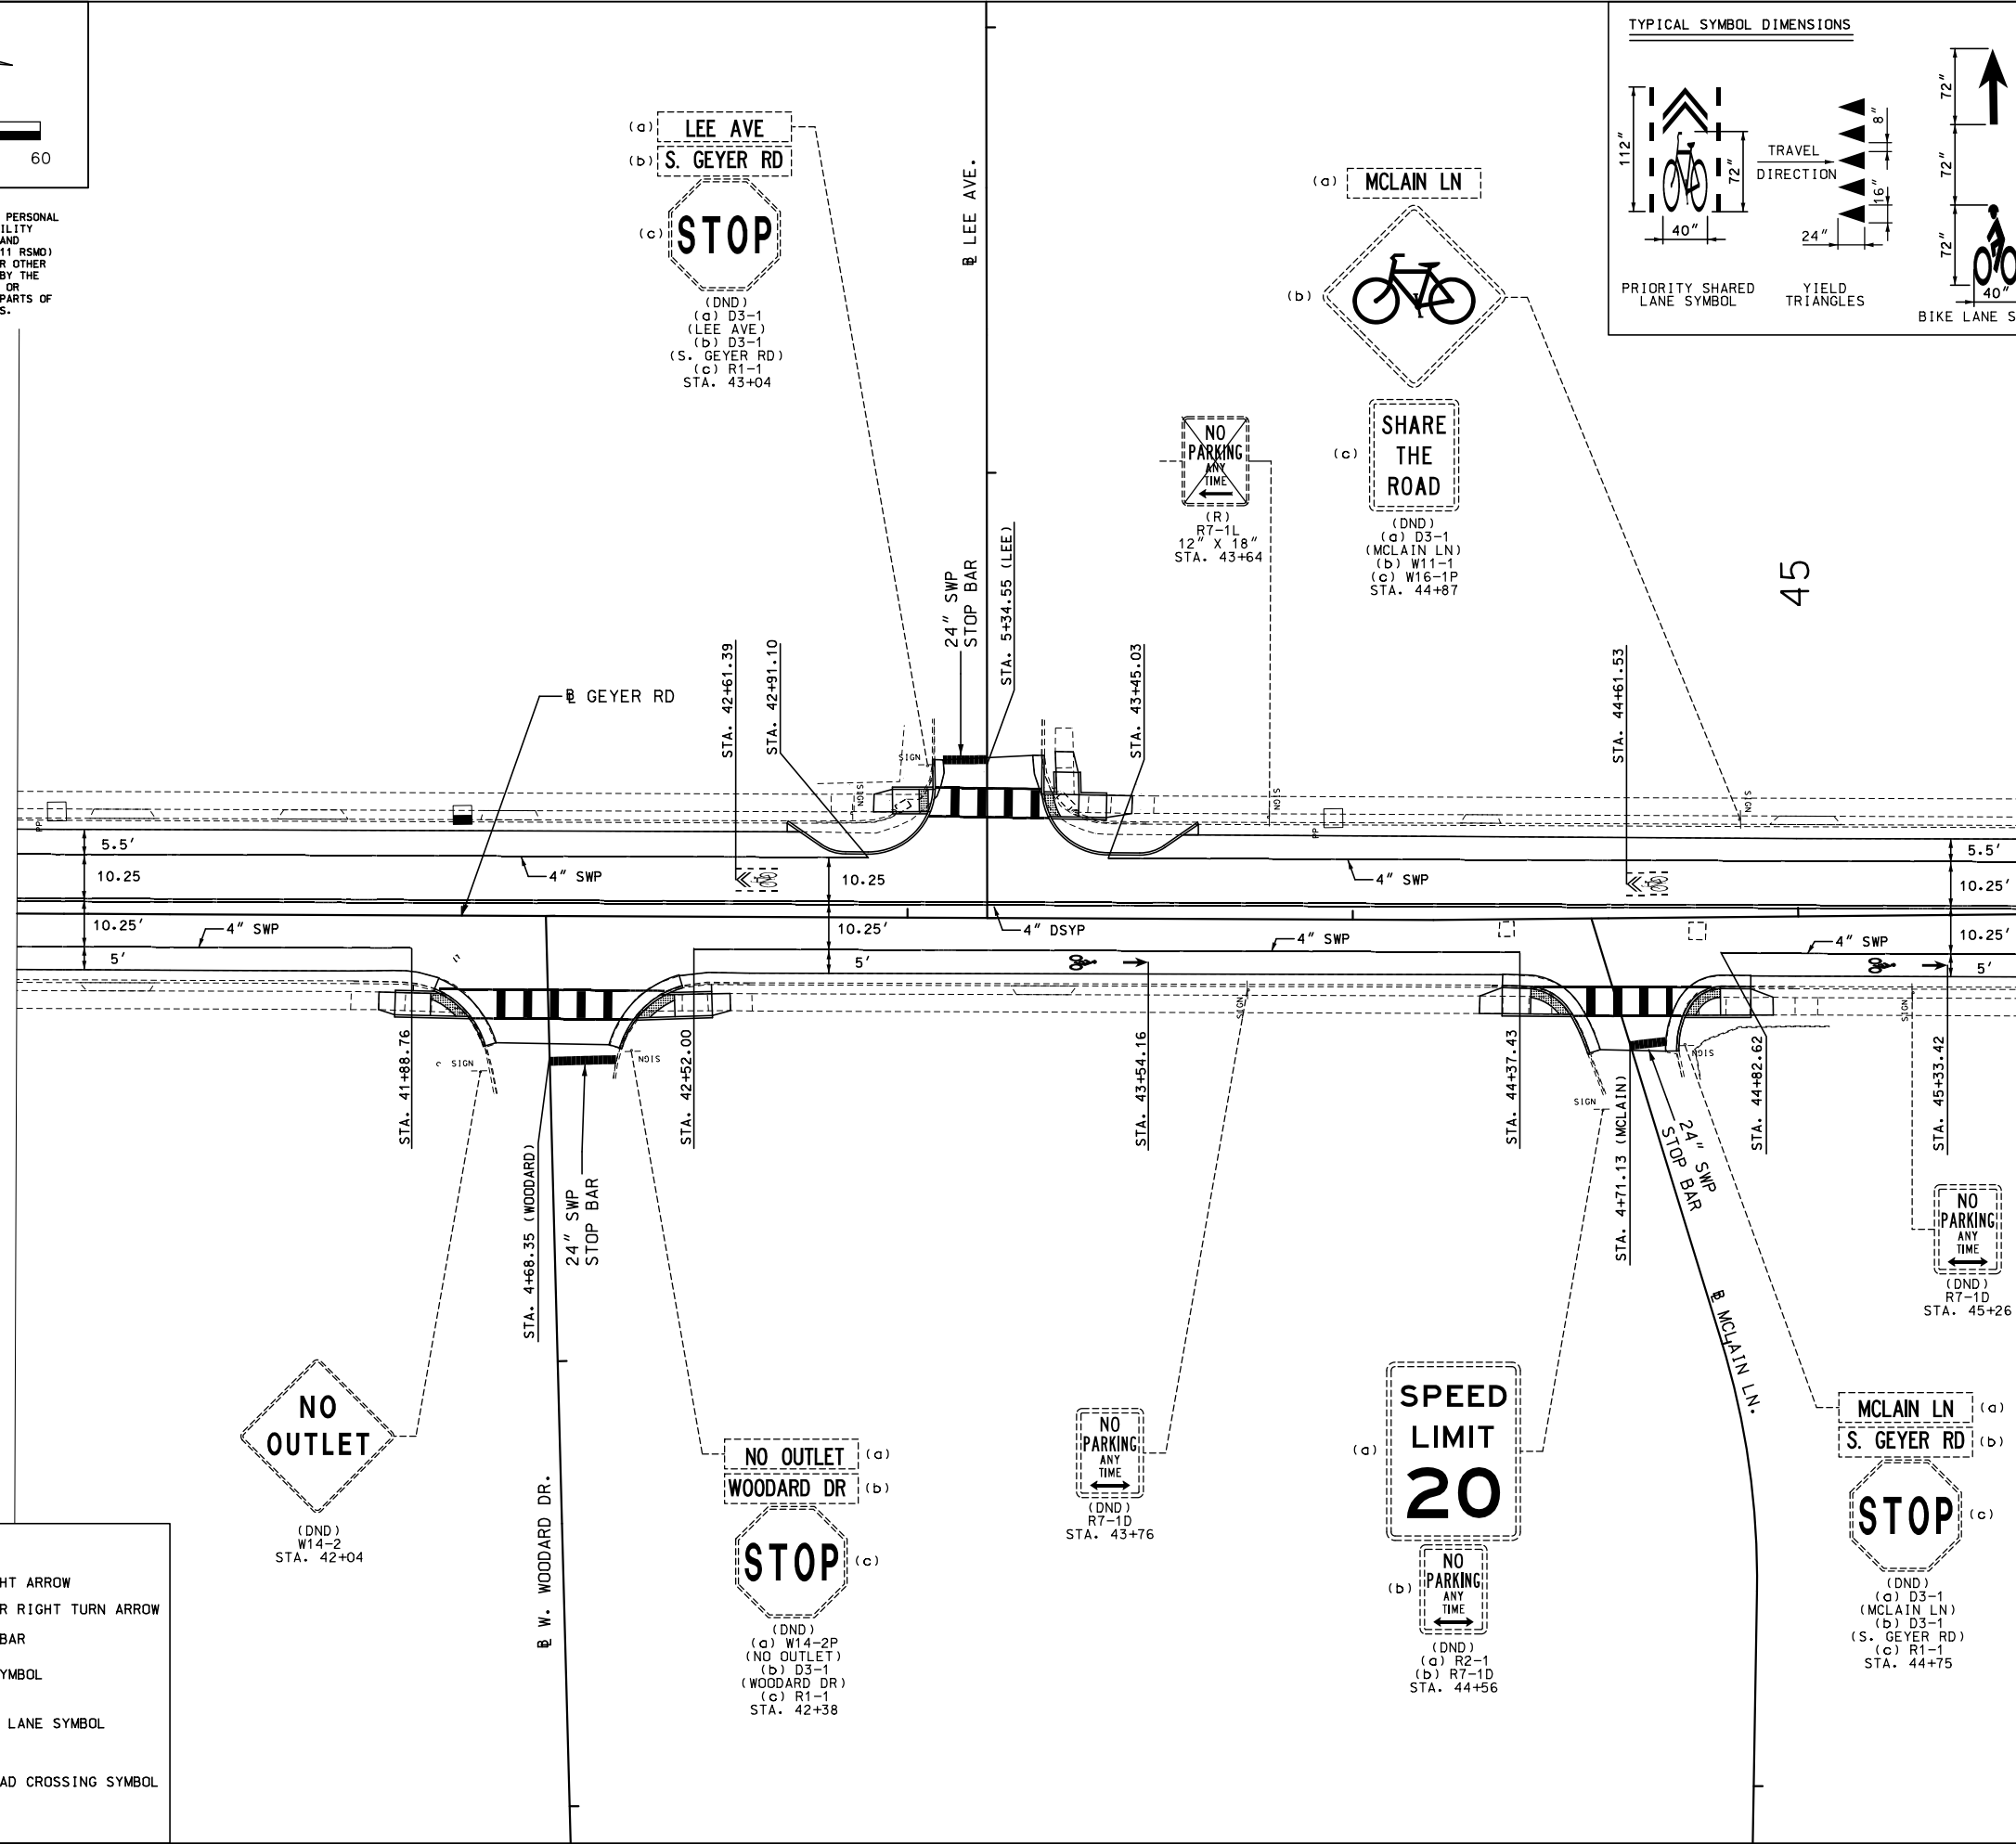 60
PERSONAL
ILITY
AND
11 RSMO)
R OTHER
BY THE
OR
PARTS OF
S.
TYPICAL SYMBOL DIMENSIONS
112"
72"
40"
PRIORITY SHARED
LANE SYMBOL
TRAVEL
DIRECTION
8"
16"
24"
YIELD
TRIANGLES
72"
72"
72"
40"
BIKE LANE S
(a) LEE AVE
(b) S. GEYER RD
(c) STOP
(DND)
(a) D3-1
(LEE AVE)
(b) D3-1
(S. GEYER RD)
(c) R1-1
STA. 43+04
℄ LEE AVE.
(a) MCLAIN LN
(b)
(c) SHARE
THE
ROAD
(DND)
(a) D3-1
(MCLAIN LN)
(b) W11-1
(c) W16-1P
STA. 44+87
NO
PARKING
ANY
TIME
(R)
R7-1L
12" X 18"
STA. 43+64
45
℄ GEYER RD
STA. 42+61.39
STA. 42+91.10
24" SWP
STOP BAR
STA. 5+34.55 (LEE)
STA. 43+45.03
STA. 44+61.53
SIGN
SIGN
SIGN
SIGN
PP
PP
5.5'
10.25
10.25'
5'
4" SWP
4" SWP
10.25
10.25'
5'
4" DSYP
4" SWP
4" SWP
4" SWP
5.5'
10.25'
10.25'
5'
SIGN
SIGN
SIGN
SIGN
SIGN
SIGN
STA. 41+88.76
STA. 4+68.35 (WOODARD)
24" SWP
STOP BAR
STA. 42+52.00
STA. 43+54.16
STA. 44+37.43
STA. 4+71.13 (MCLAIN)
24" SWP
STOP BAR
STA. 44+82.62
STA. 45+33.42
NO
PARKING
ANY
TIME
(DND)
R7-1D
STA. 45+26
℄ MCLAIN LN.
℄ W. WOODARD DR.
NO
OUTLET
(DND)
W14-2
STA. 42+04
NO OUTLET (a)
WOODARD DR (b)
STOP (c)
(DND)
(a) W14-2P
(NO OUTLET)
(b) D3-1
(WOODARD DR)
(c) R1-1
STA. 42+38
NO
PARKING
ANY
TIME
(DND)
R7-1D
STA. 43+76
(a) SPEED
LIMIT
20
(b) NO
PARKING
ANY
TIME
(DND)
(a) R2-1
(b) R7-1D
STA. 44+56
MCLAIN LN (a)
S. GEYER RD (b)
STOP (c)
(DND)
(a) D3-1
(MCLAIN LN)
(b) D3-1
(S. GEYER RD)
(c) R1-1
STA. 44+75
HT ARROW
R RIGHT TURN ARROW
BAR
YMBOL
LANE SYMBOL
AD CROSSING SYMBOL